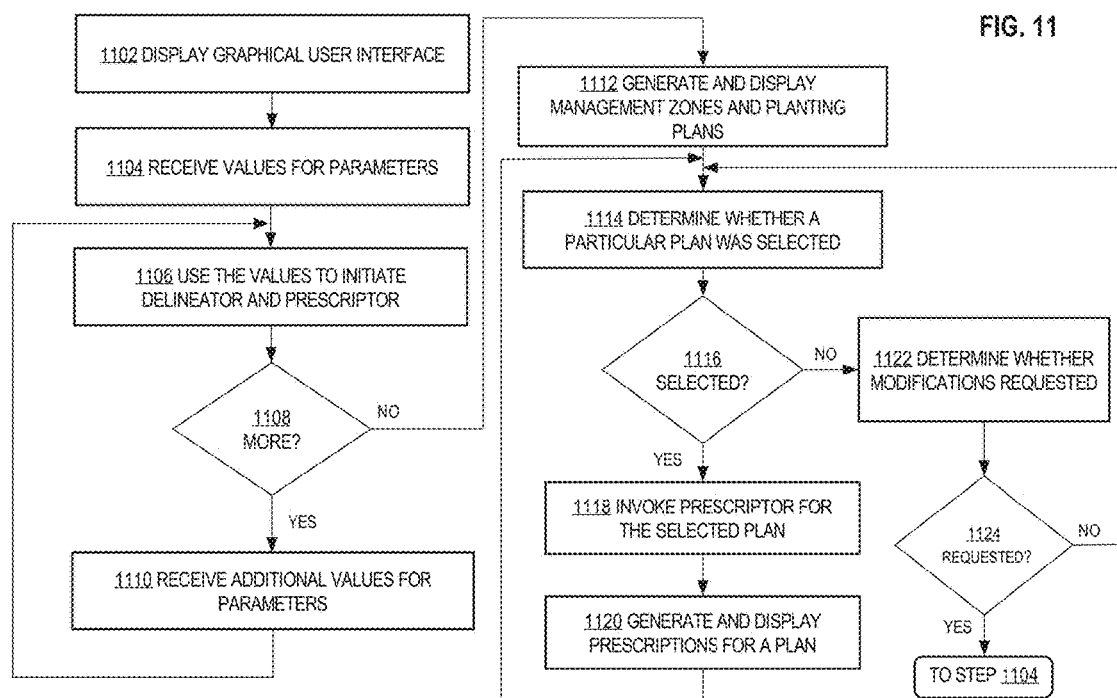 FIG. 11
1102 DISPLAY GRAPHICAL USER INTERFACE
1104 RECEIVE VALUES FOR PARAMETERS
1106 USE THE VALUES TO INITIATE
DELINEATOR AND PRESCRIPTOR
1108
MORE?
NO
YES
1110 RECEIVE ADDITIONAL VALUES FOR
PARAMETERS
1112 GENERATE AND DISPLAY
MANAGEMENT ZONES AND PLANTING
PLANS
1114 DETERMINE WHETHER A
PARTICULAR PLAN WAS SELECTED
1116
SELECTED?
NO
YES
1118 INVOKE PRESCRIPTOR FOR
THE SELECTED PLAN
1120 GENERATE AND DISPLAY
PRESCRIPTIONS FOR A PLAN
1122 DETERMINE WHETHER
MODIFICATIONS REQUESTED
1124
REQUESTED?
NO
YES
TO STEP 1104